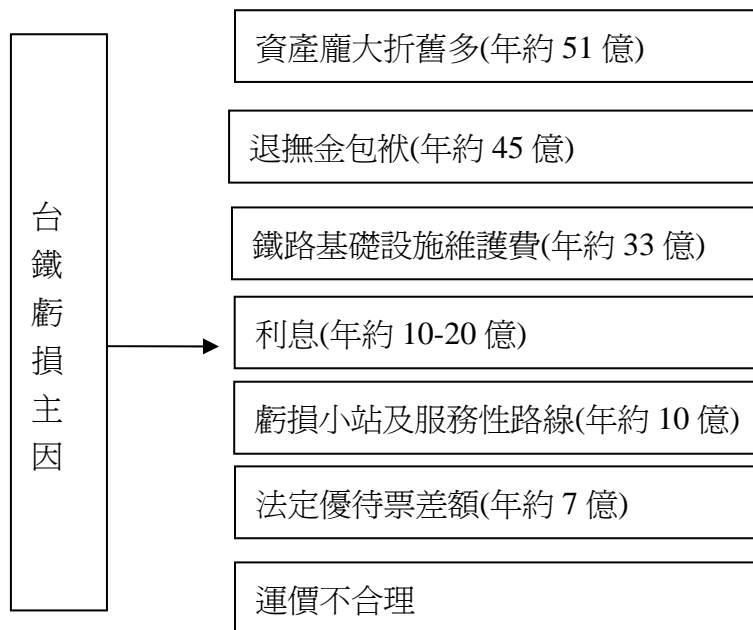 台鐵虧損主因
資產龐大折舊多(年約 51 億)
退撫金包袱(年約 45 億)
鐵路基礎設施維護費(年約 33 億)
利息(年約 10-20 億)
虧損小站及服務性路線(年約 10 億)
法定優待票差額(年約 7 億)
運價不合理